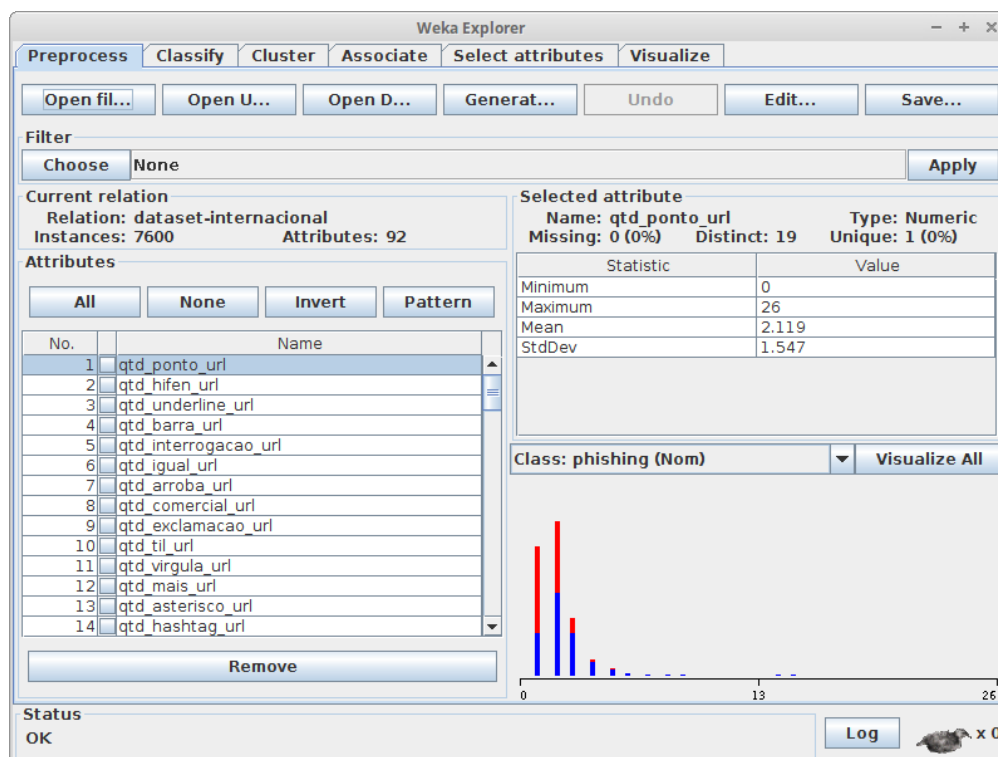 Weka Explorer
Preprocess Classify Cluster Associate Select attributes Visualize
Open fil... Open U... Open D... Generat... Undo Edit... Save...
Filter
Choose None Apply
Current relation
Relation: dataset-internacional
Instances: 7600 Attributes: 92
Attributes
All None Invert Pattern
No. Name
1 qtd_ponto_url
2 qtd_hifen_url
3 qtd_underline_url
4 qtd_barra_url
5 qtd_interrogacao_url
6 qtd_igual_url
7 qtd_arroba_url
8 qtd_comercial_url
9 qtd_exclamacao_url
10 qtd_til_url
11 qtd_virgula_url
12 qtd_mais_url
13 qtd_asterisco_url
14 qtd_hashtag_url
Remove
Selected attribute
Name: qtd_ponto_url Type: Numeric
Missing: 0 (0%) Distinct: 19 Unique: 1 (0%)
Statistic Value
Minimum 0
Maximum 26
Mean 2.119
StdDev 1.547
Class: phishing (Nom) Visualize All
0 13 26
Status
OK
Log x 0